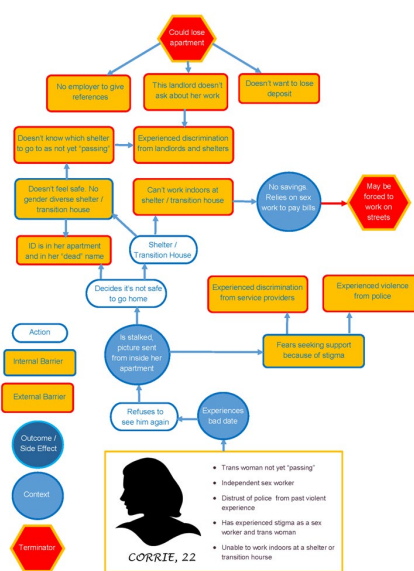 Could lose
apartment
No employer to give
references
This landlord doesn't
ask about her work
Doesn't want to lose
deposit
Doesn't know which shelter
to go to as not yet "passing"
Experienced discrimination
from landlords and shelters
Doesn't feel safe. No
gender diverse shelter /
transition house
Can't work indoors at
shelter / transition house
No savings.
Relies on sex
work to pay bills
May be
forced to
work on
streets
ID is in her apartment
and in her "dead" name
Shelter /
Transition House
Decides it's not safe
to go home
Experienced discrimination
from service providers
Experienced violence
from police
Action
Is stalked,
picture sent
from inside her
apartment
Fears seeking support
because of stigma
Internal Barrier
External Barrier
Refuses to
see him again
Experiences
bad date
Outcome /
Side Effect
Context
Terminator
• Trans woman not yet "passing"
• Independent sex worker
• Distrust of police from past violent
experience
• Has experienced stigma as a sex
worker and trans woman
• Unable to work indoors at a shelter or
transition hourse
CORRIE, 22